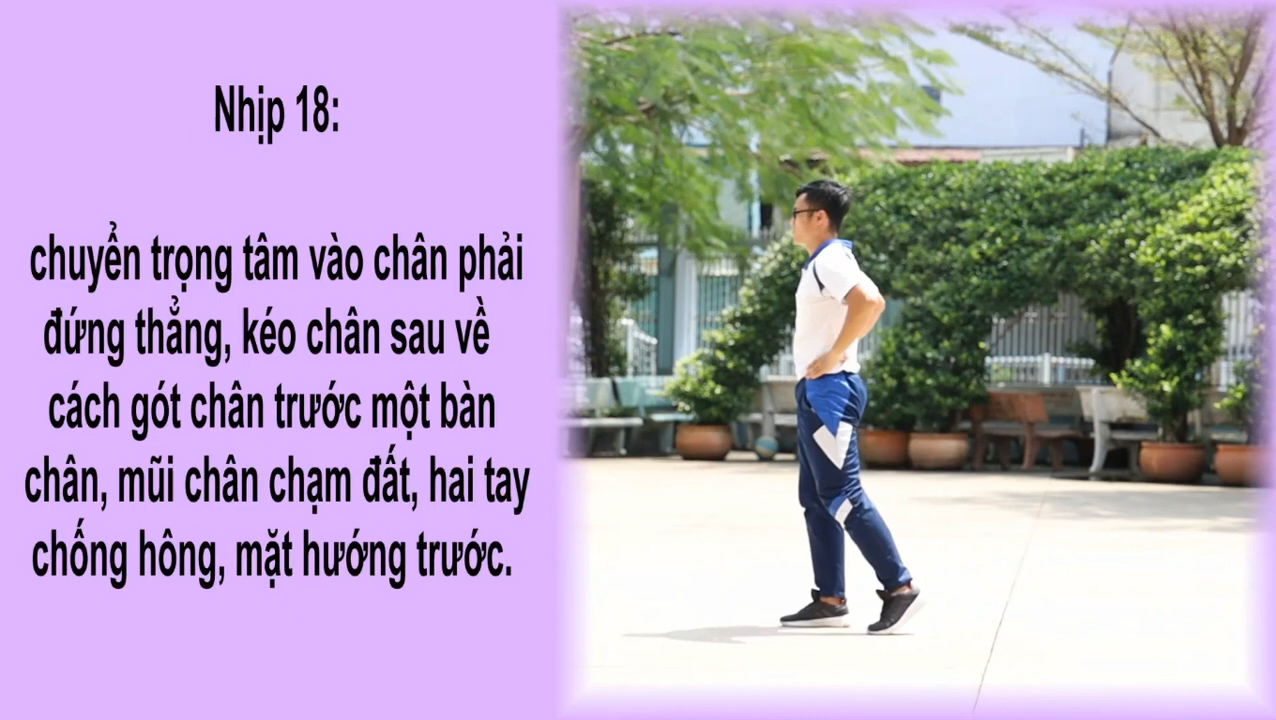 Nhịp 18:
chuyển trọng tâm vào chân phải
đứng thẳng, kéo chân sau về
cách gót chân trước một bàn
chân, mũi chân chạm đất, hai tay
chống hông, mặt hướng trước.